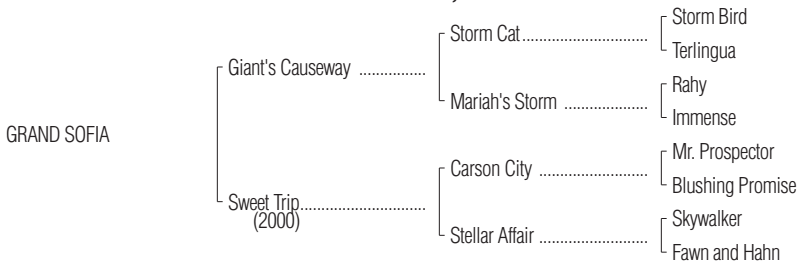 Storm Bird
Storm Cat
Terlingua
Giant's Causeway
Rahy
Mariah's Storm
Immense
GRAND SOFIA
Mr. Prospector
Carson City
Blushing Promise
Sweet Trip
(2000)
Skywalker
Stellar Affair
Fawn and Hahn